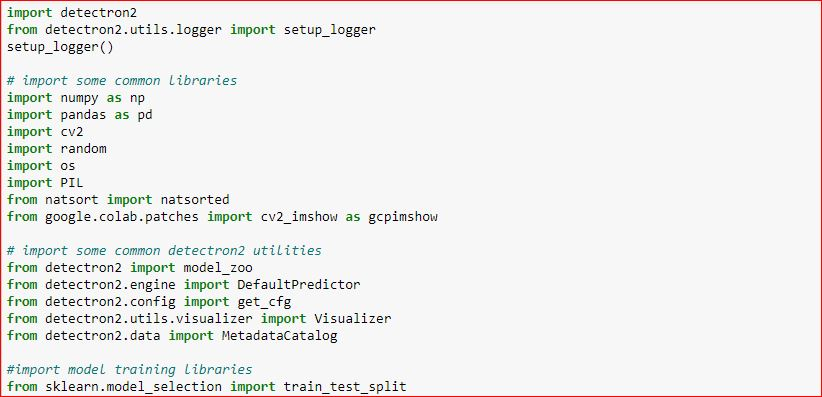 import detectron2
from detectron2.utils.logger import setup_logger
setup_logger()
# import some common libraries
import numpy as np
import pandas as pd
import cv2
import random
import os
import PIL
from natsort import natsorted
from google.colab.patches import cv2_imshow as gcpimshow
# import some common detectron2 utilities
from detectron2 import model_zoo
from detectron2.engine import DefaultPredictor
from detectron2.config import get_cfg
from detectron2.utils.visualizer import Visualizer
from detectron2.data import MetadataCatalog
#import model training libraries
from sklearn.model_selection import train_test_split